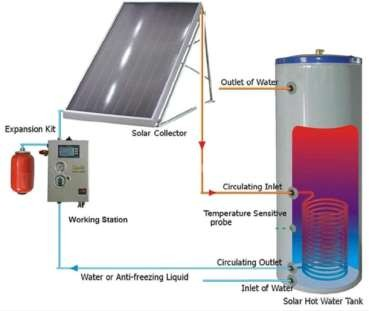 Outlet of Water
Solar Collector
Expansion Kit
Circulating Inlet
Working Station
Temperature Sensitive
probe
Circulating Outlet
Water or Anti-freezing Liquid
Inlet of Water
Solar Hot Water Tank